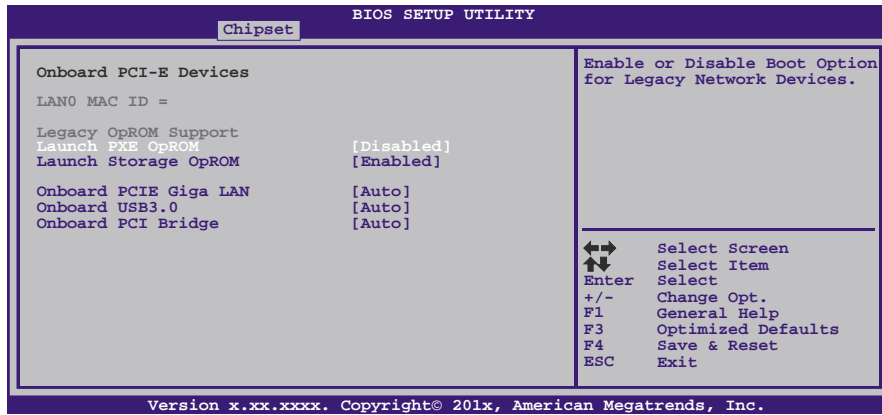 BIOS SETUP UTILITY
Chipset
Onboard PCI-E Devices
LAN0 MAC ID =
Legacy OpROM Support
Launch PXE OpROM [Disabled]
Launch Storage OpROM [Enabled]
Onboard PCIE Giga LAN [Auto]
Onboard USB3.0 [Auto]
Onboard PCI Bridge [Auto]
Enable or Disable Boot Option
for Legacy Network Devices.
Select Screen
Select Item
Enter Select
+/- Change Opt.
F1 General Help
F3 Optimized Defaults
F4 Save & Reset
ESC Exit
Version x.xx.xxxx. Copyright© 201x, American Megatrends, Inc.